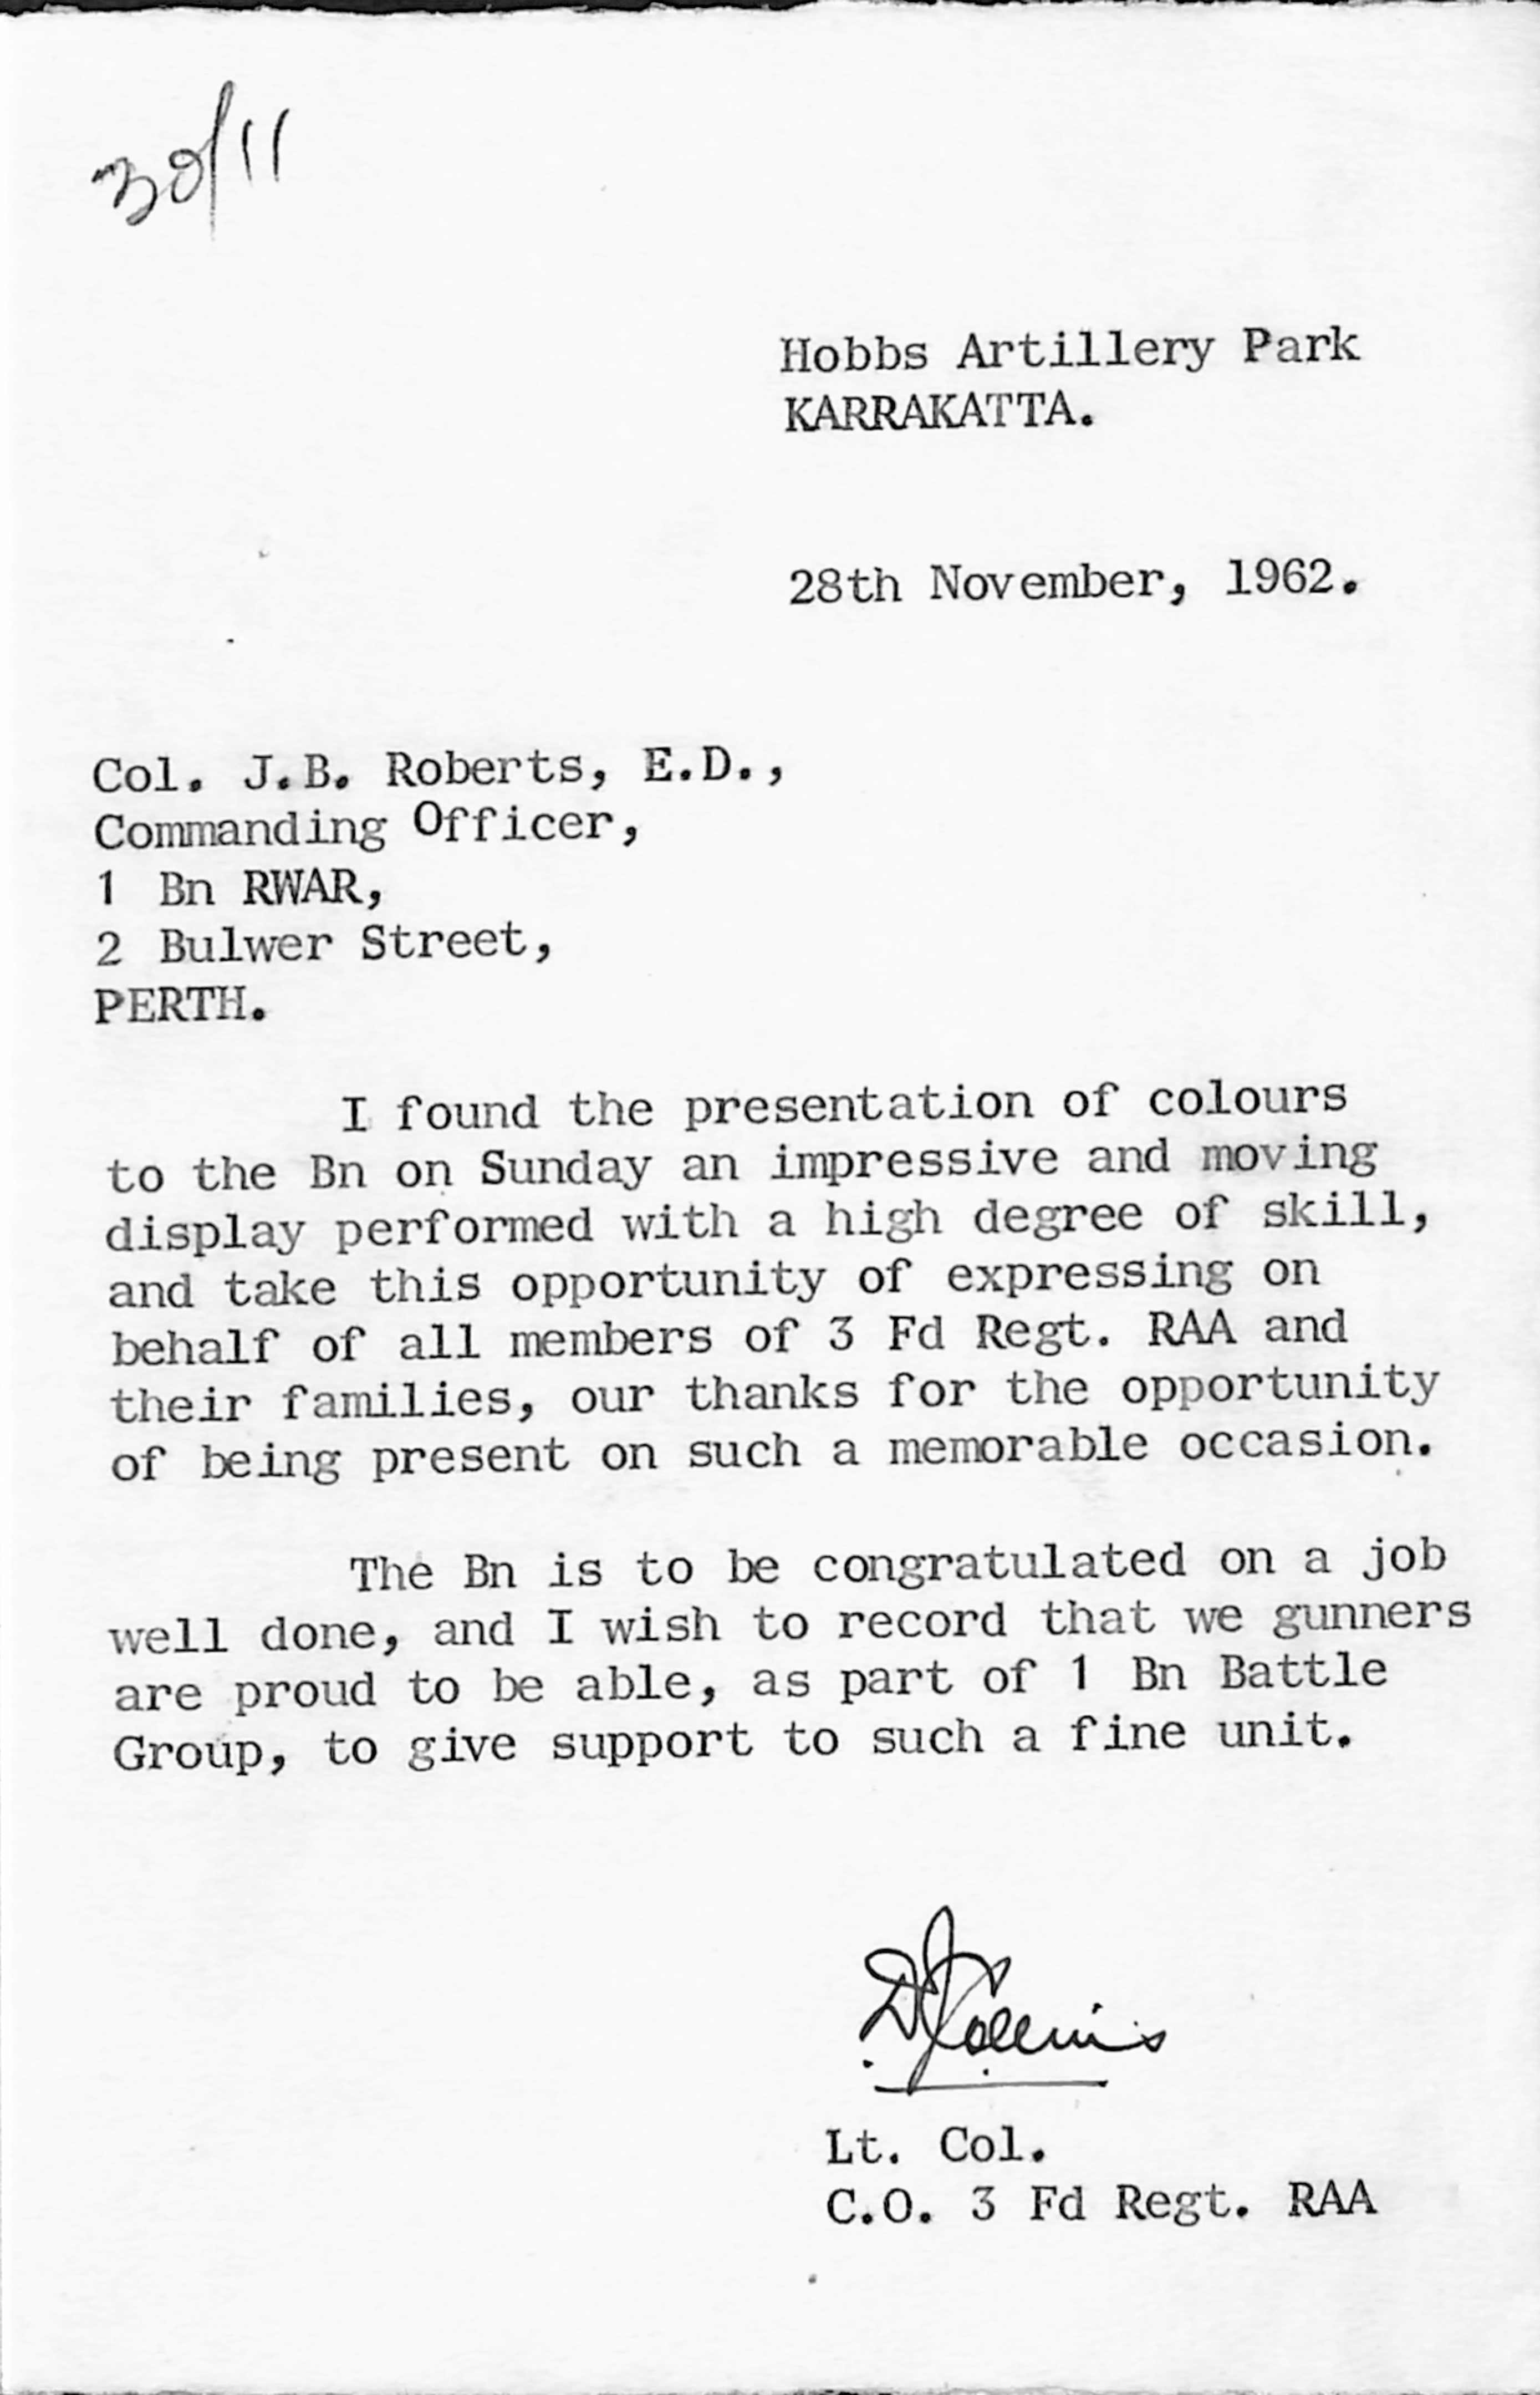 30/11
Hobbs Artillery Park
KARRAKATTA.
28th November, 1962.
Col. J.B. Roberts, E.D.,
Commanding Officer,
1 Bn RWAR,
2 Bulwer Street,
PERTH.
I found the presentation of colours
to the Bn on Sunday an impressive and moving
display performed with a high degree of skill,
and take this opportunity of expressing on
behalf of all members of 3 Fd Regt. RAA and
their families, our thanks for the opportunity
of being present on such a memorable occasion.
The Bn is to be congratulated on a job
well done, and I wish to record that we gunners
are proud to be able, as part of 1 Bn Battle
Group, to give support to such a fine unit.
Lt. Col.
C.O. 3 Fd Regt. RAA